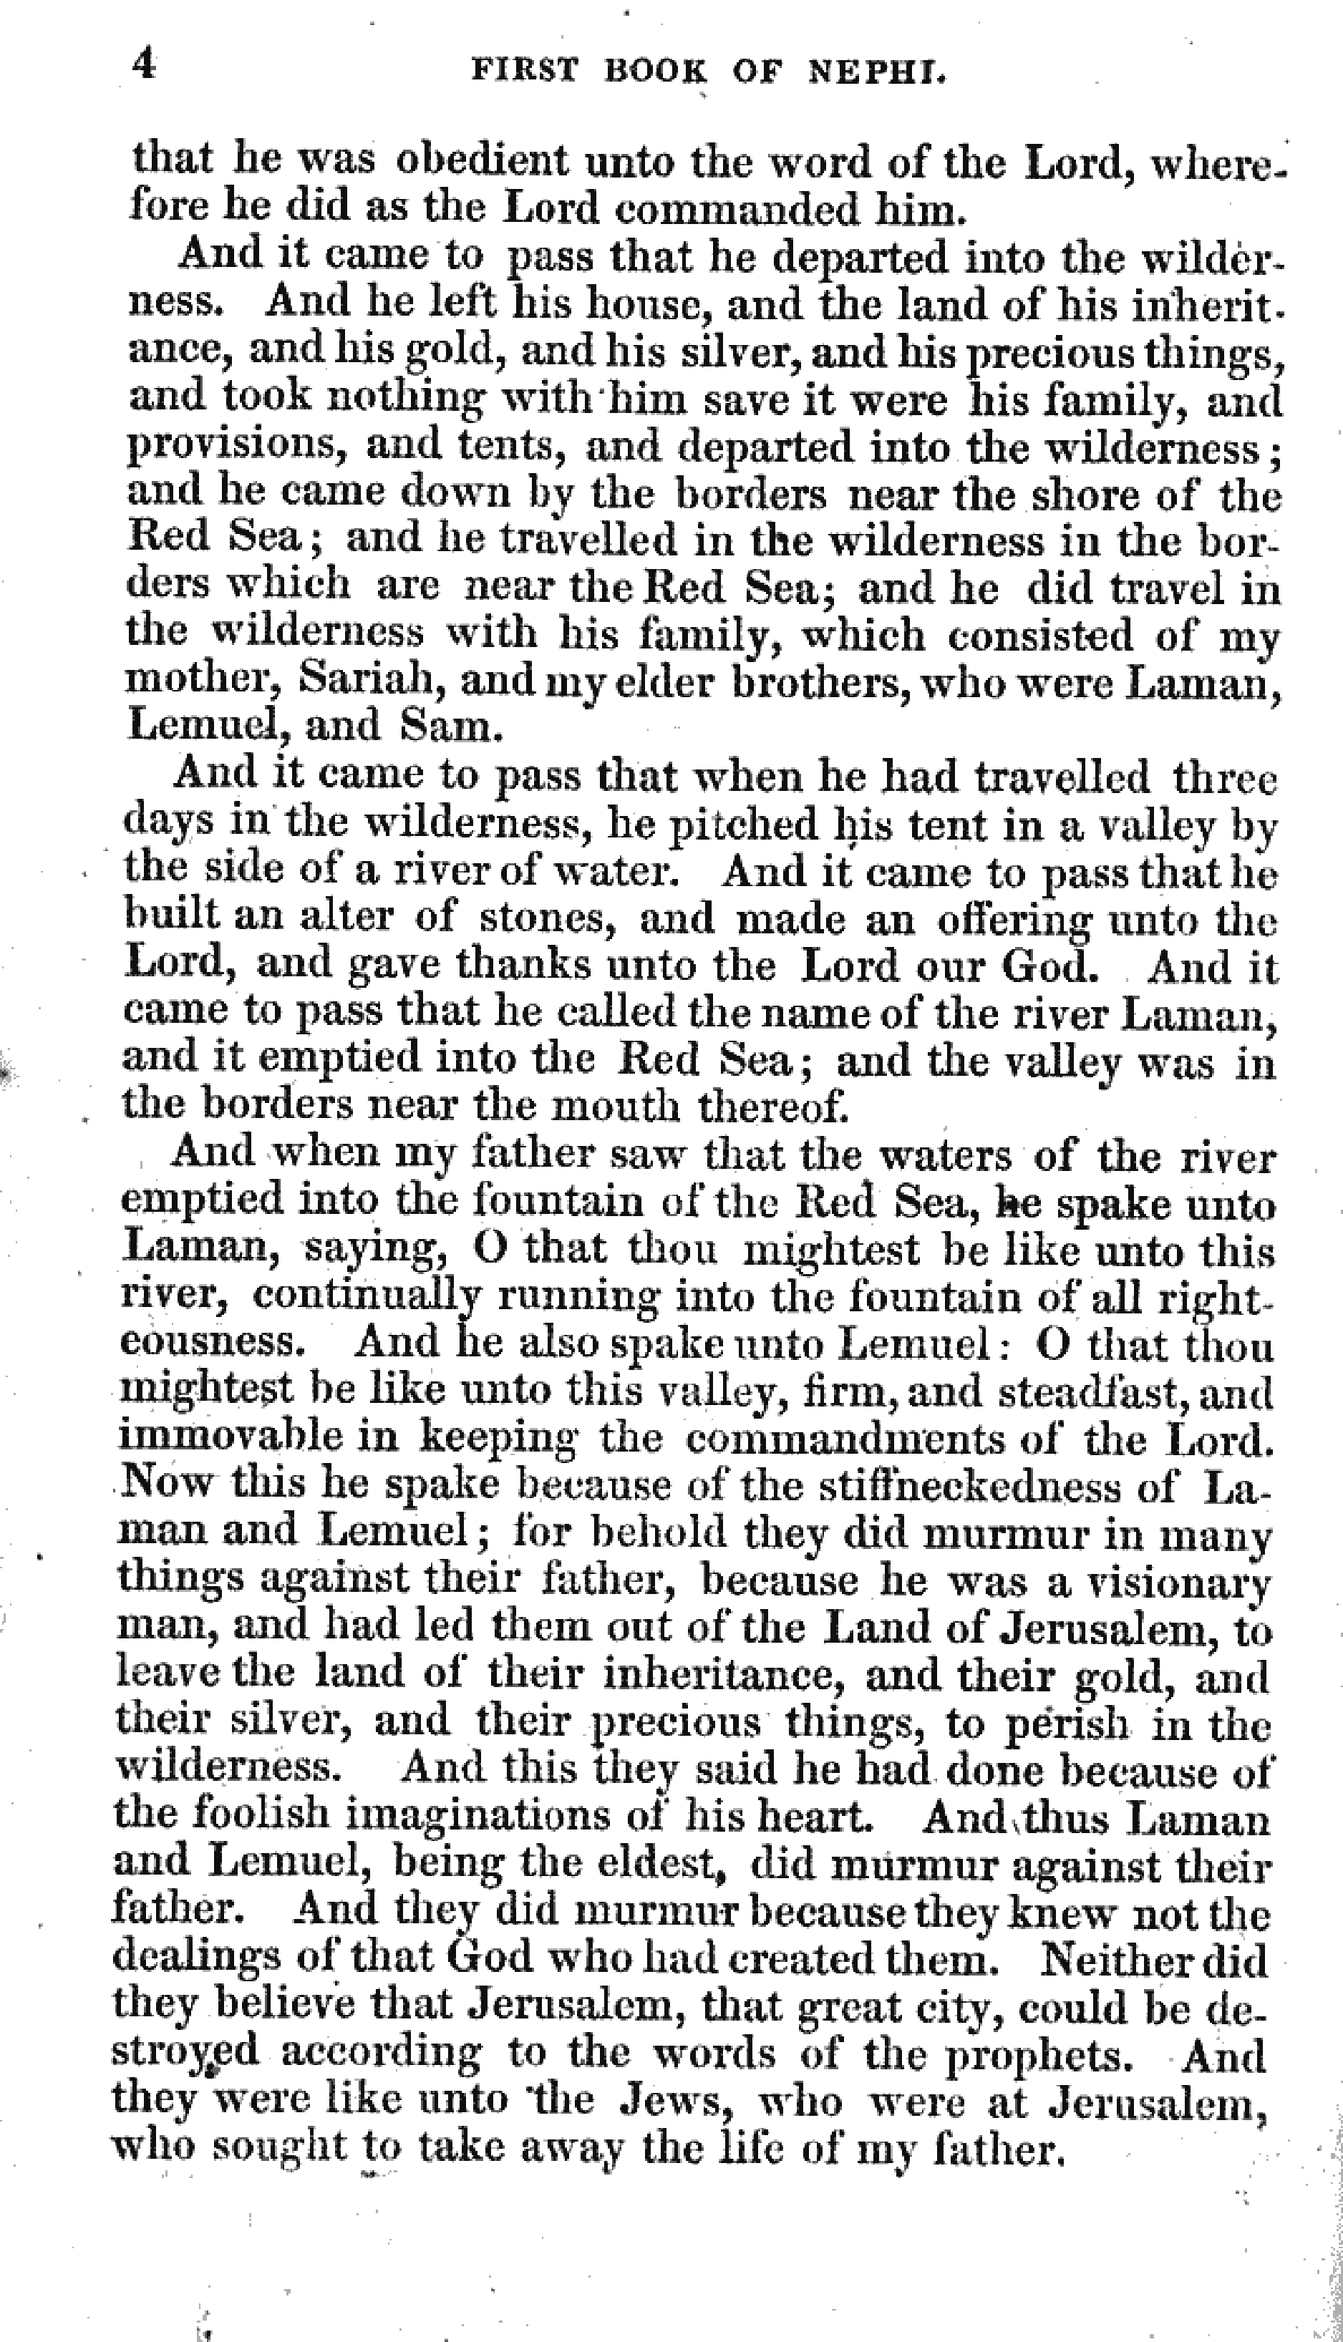 4 FIRST BOOK OF NEPHI.
that he was obedient unto the word of the Lord, where-
fore he did as the Lord commanded him.
And it came to pass that he departed into the wilder-
ness. And he left his house, and the land of his inherit-
ance, and his gold, and his silver, and his precious things,
and took nothing with him save it were his family, and
provisions, and tents, and departed into the wilderness;
and he came down by the borders near the shore of the
Red Sea; and he travelled in the wilderness in the bor-
ders which are near the Red Sea; and he did travel in
the wilderness with his family, which consisted of my
mother, Sariah, and my elder brothers, who were Laman,
Lemuel, and Sam.
And it came to pass that when he had travelled three
days in the wilderness, he pitched his tent in a valley by
the side of a river of water. And it came to pass that he
built an alter of stones, and made an offering unto the
Lord, and gave thanks unto the Lord our God. And it
came to pass that he called the name of the river Laman,
and it emptied into the Red Sea; and the valley was in
the borders near the mouth thereof.
And when my father saw that the waters of the river
emptied into the fountain of the Red Sea, he spake unto
Laman, saying, O that thou mightest be like unto this
river, continually running into the fountain of all right-
eousness. And he also spake unto Lemuel: O that thou
mightest be like unto this valley, firm, and steadfast, and
immovable in keeping the commandments of the Lord.
Now this he spake because of the stiffneckedness of La-
man and Lemuel; for behold they did murmur in many
things against their father, because he was a visionary
man, and had led them out of the Land of Jerusalem, to
leave the land of their inheritance, and their gold, and
their silver, and their precious things, to perish in the
wilderness. And this they said he had done because of
the foolish imaginations of his heart. And thus Laman
and Lemuel, being the eldest, did murmur against their
father. And they did murmur because they knew not the
dealings of that God who had created them. Neither did
they believe that Jerusalem, that great city, could be de-
stroyed according to the words of the prophets. And
they were like unto the Jews, who were at Jerusalem,
who sought to take away the life of my father.